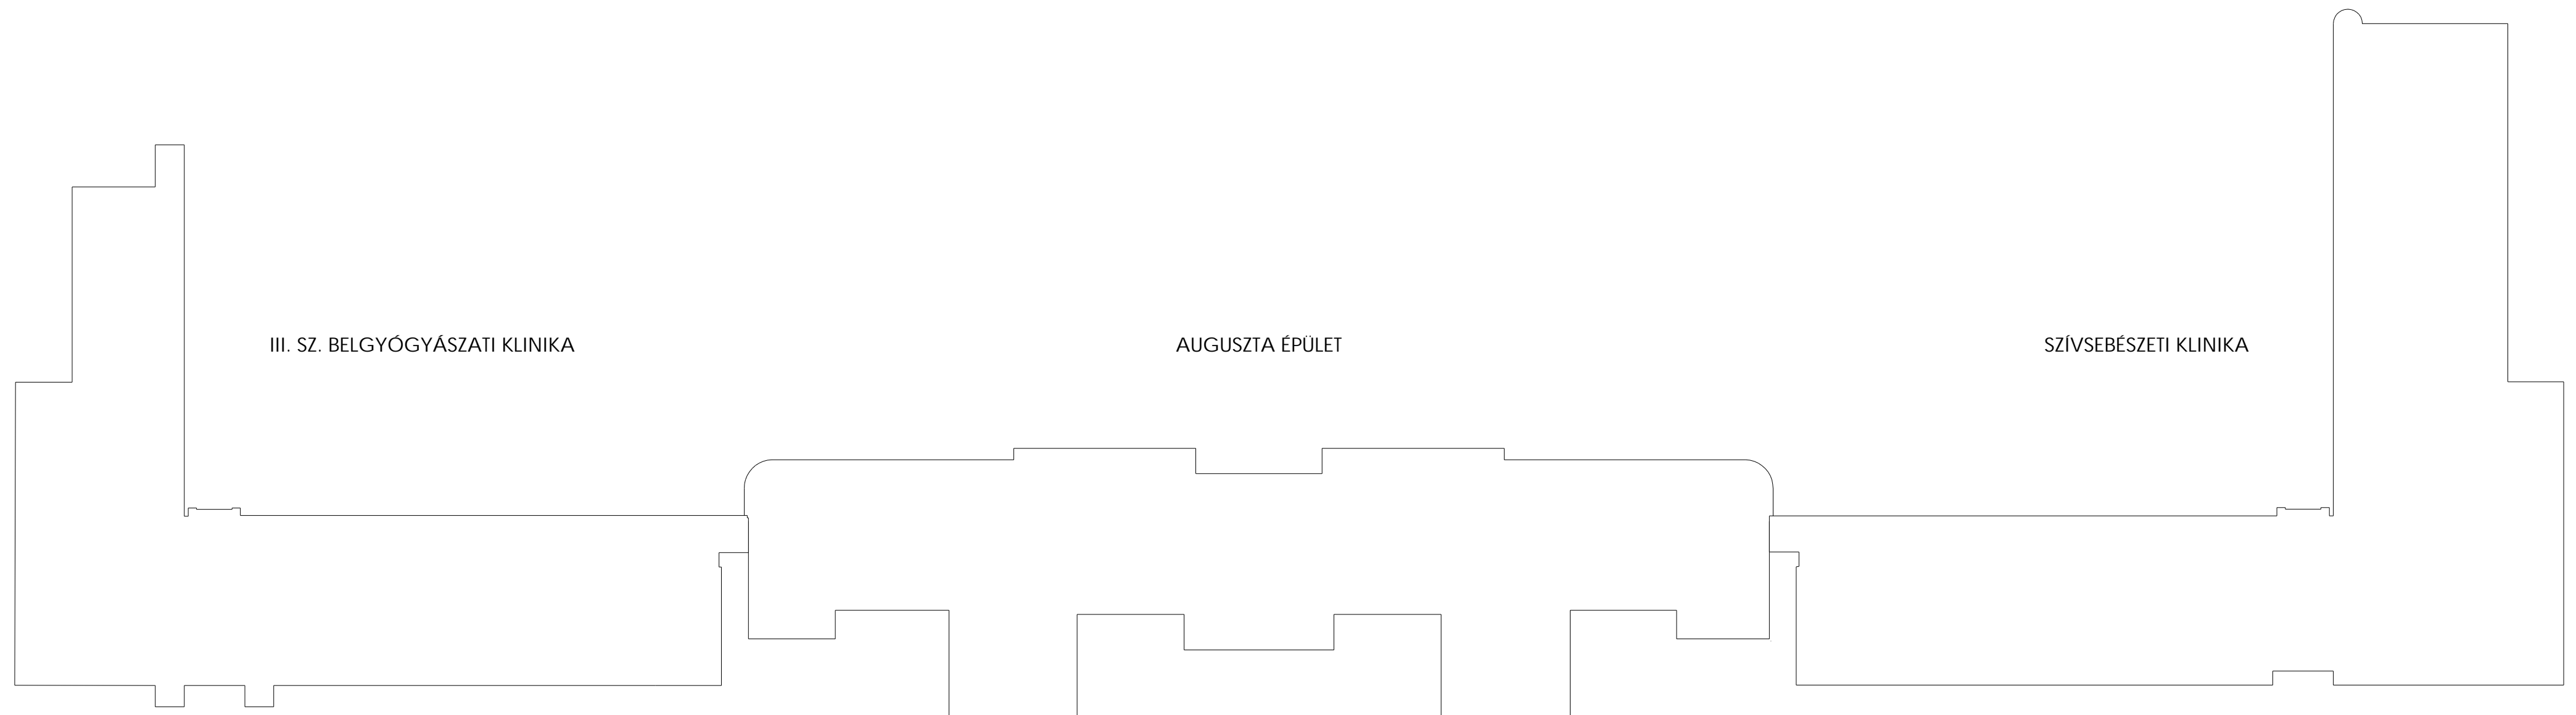 III. SZ. BELGYÓGYÁSZATI KLINIKA
AUGUSZTA ÉPÜLET
SZÍVSEBÉSZETI KLINIKA